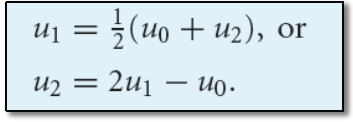 u₁ = ½(u₀ + u₂), or
u₂ = 2u₁ − u₀.